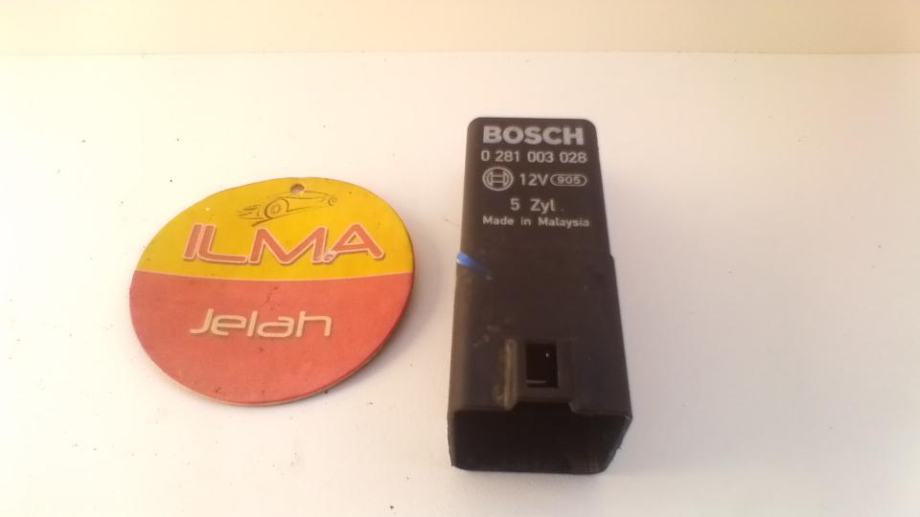 ILMA
Jelah
BOSCH
0 281 003 028
12V 905
5 Zyl
Made in Malaysia